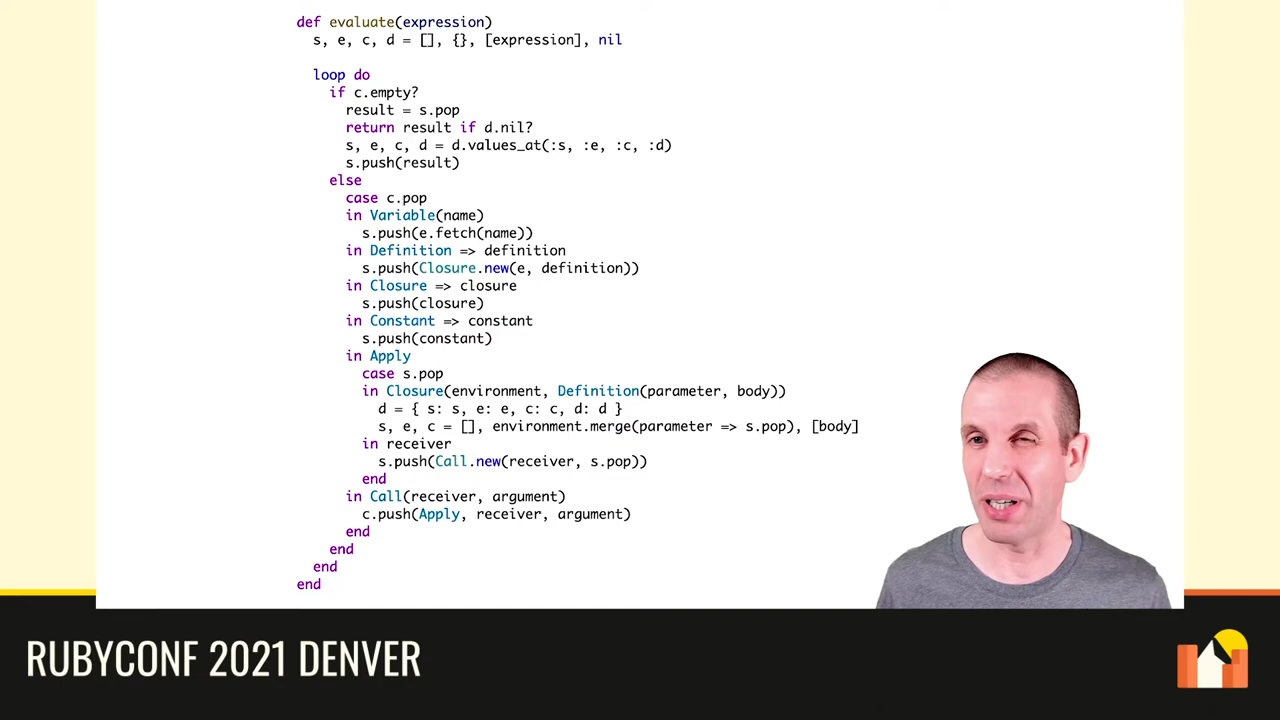 def evaluate(expression)
s, e, c, d = [], {}, [expression], nil
loop do
if c.empty?
result = s.pop
return result if d.nil?
s, e, c, d = d.values_at(:s, :e, :c, :d)
s.push(result)
else
case c.pop
in Variable(name)
s.push(e.fetch(name))
in Definition => definition
s.push(Closure.new(e, definition))
in Closure => closure
s.push(closure)
in Constant => constant
s.push(constant)
in Apply
case s.pop
in Closure(environment, Definition(parameter, body))
d = { s: s, e: e, c: c, d: d }
s, e, c = [], environment.merge(parameter => s.pop), [body]
in receiver
s.push(Call.new(receiver, s.pop))
end
in Call(receiver, argument)
c.push(Apply, receiver, argument)
end
end
end
end
RUBYCONF 2021 DENVER